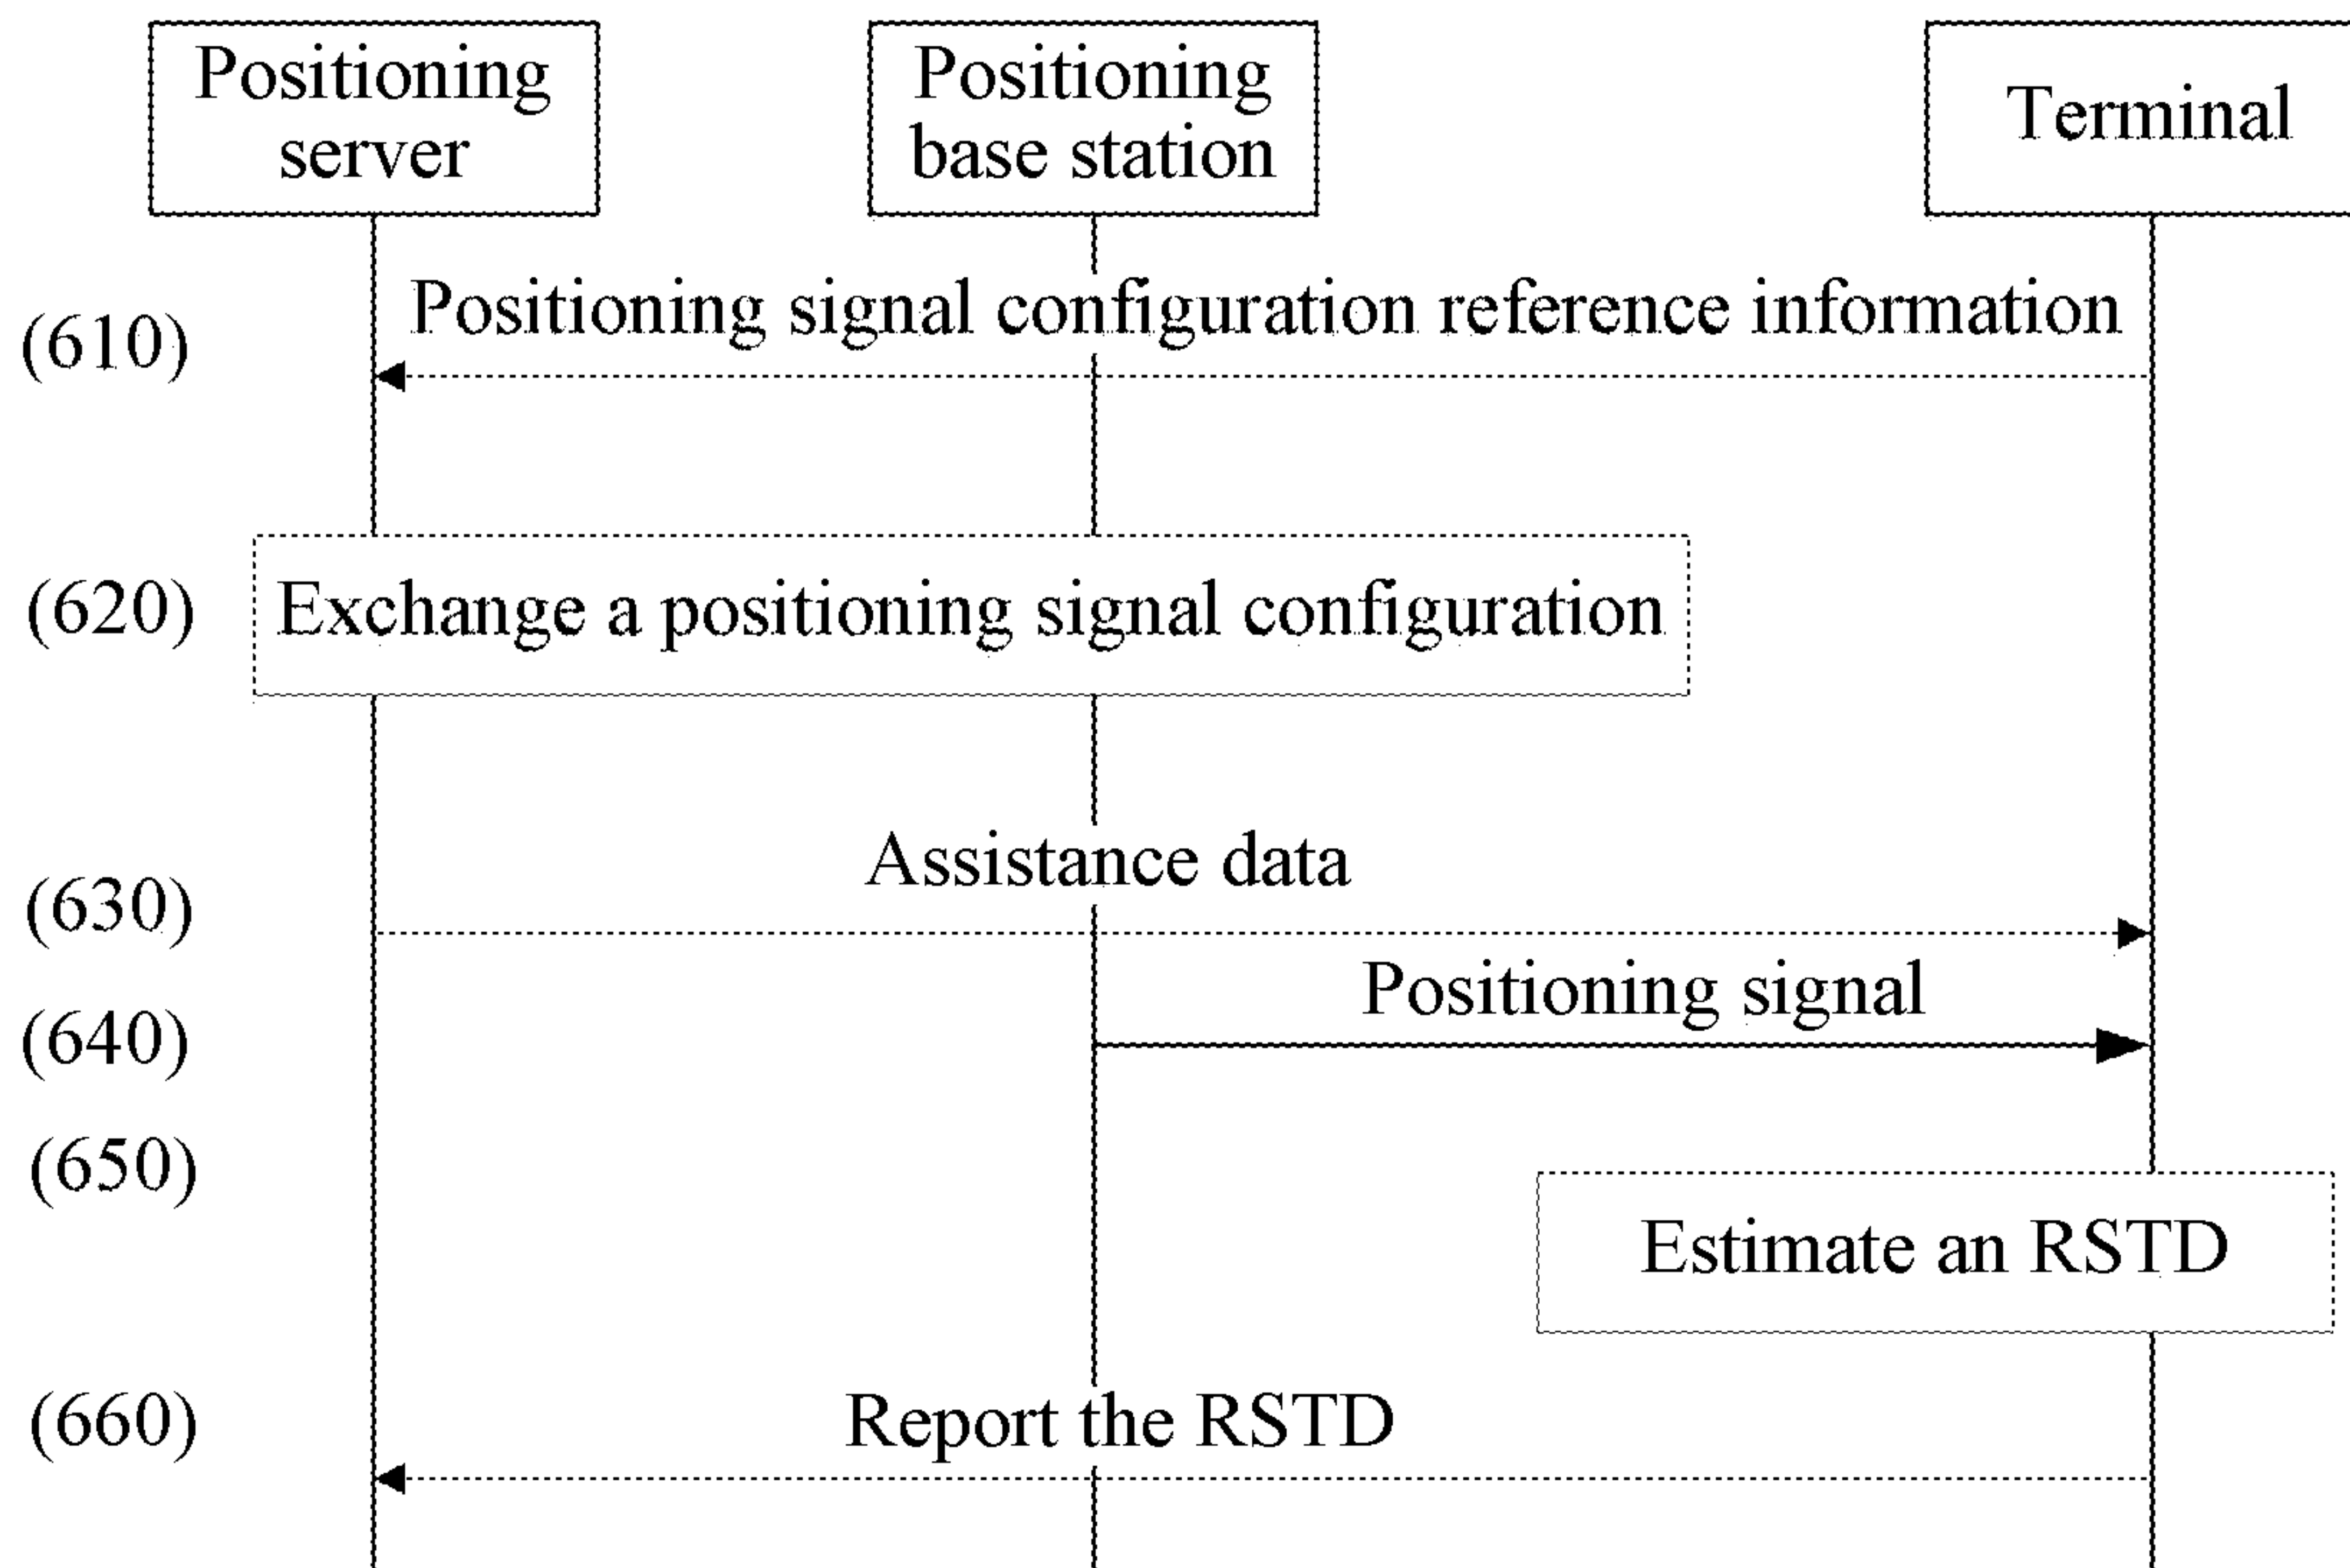 Positioning
server
Positioning
base station
Terminal
(610)
Positioning signal configuration reference information
(620)
Exchange a positioning signal configuration
(630)
Assistance data
(640)
Positioning signal
(650)
Estimate an RSTD
(660)
Report the RSTD